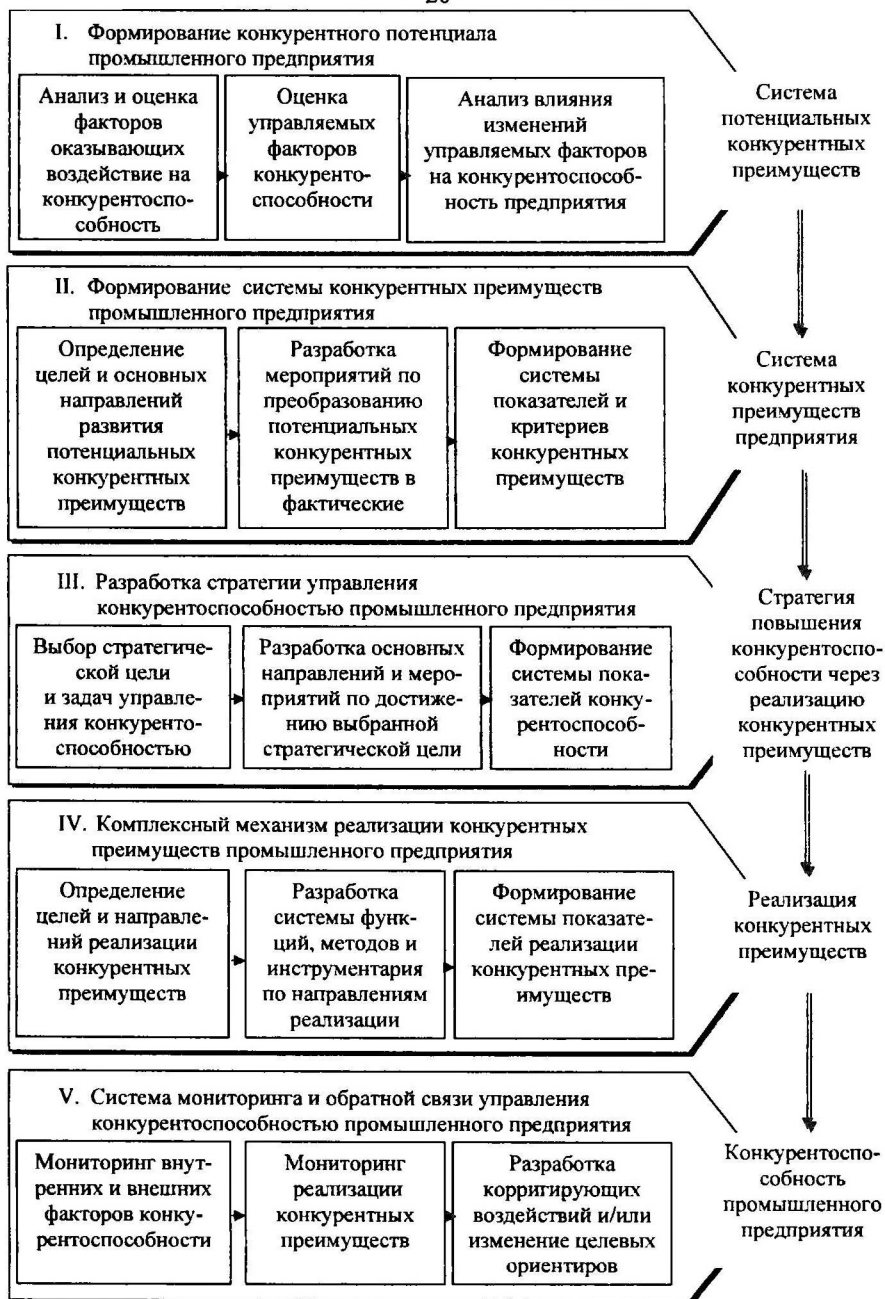 I. Формирование конкурентного потенциала
промышленного предприятия
Анализ и оценка
факторов
оказывающих
воздействие на
конкурентоспо-
собность
Оценка
управляемых
факторов
конкуренто-
способности
Анализ влияния
изменений
управляемых факторов
на конкурентоспособ-
ность предприятия
Система
потенциальных
конкурентных
преимуществ
II. Формирование системы конкурентных преимуществ
промышленного предприятия
Определение
целей и основных
направлений
развития
потенциальных
конкурентных
преимуществ
Разработка
мероприятий по
преобразованию
потенциальных
конкурентных
преимуществ в
фактические
Формирование
системы
показателей и
критериев
конкурентных
преимуществ
Система
конкурентных
преимуществ
предприятия
III. Разработка стратегии управления
конкурентоспособностью промышленного предприятия
Выбор стратегиче-
ской цели
и задач управле-
ния конкуренто-
способностью
Разработка основных
направлений и меро-
приятий по достиже-
нию выбранной
стратегической цели
Формирование
системы пока-
зателей конку-
рентоспособ-
ности
Стратегия
повышения
конкурентоспо-
собности через
реализацию
конкурентных
преимуществ
IV. Комплексный механизм реализации конкурентных
преимуществ промышленного предприятия
Определение
целей и направле-
ний реализации
конкурентных
преимуществ
Разработка
системы функ-
ций, методов и
инструментария
по направлениям
реализации
Формирование
системы показате-
лей реализации
конкурентных пре-
имуществ
Реализация
конкурентных
преимуществ
V. Система мониторинга и обратной связи управления
конкурентоспособностью промышленного предприятия
Мониторинг внут-
ренних и внешних
факторов конку-
рентоспособности
Мониторинг
реализации
конкурентных
преимуществ
Разработка
корригирующих
воздействий и/или
изменение целевых
ориентиров
Конкурентоспо-
собность
промышленного
предприятия